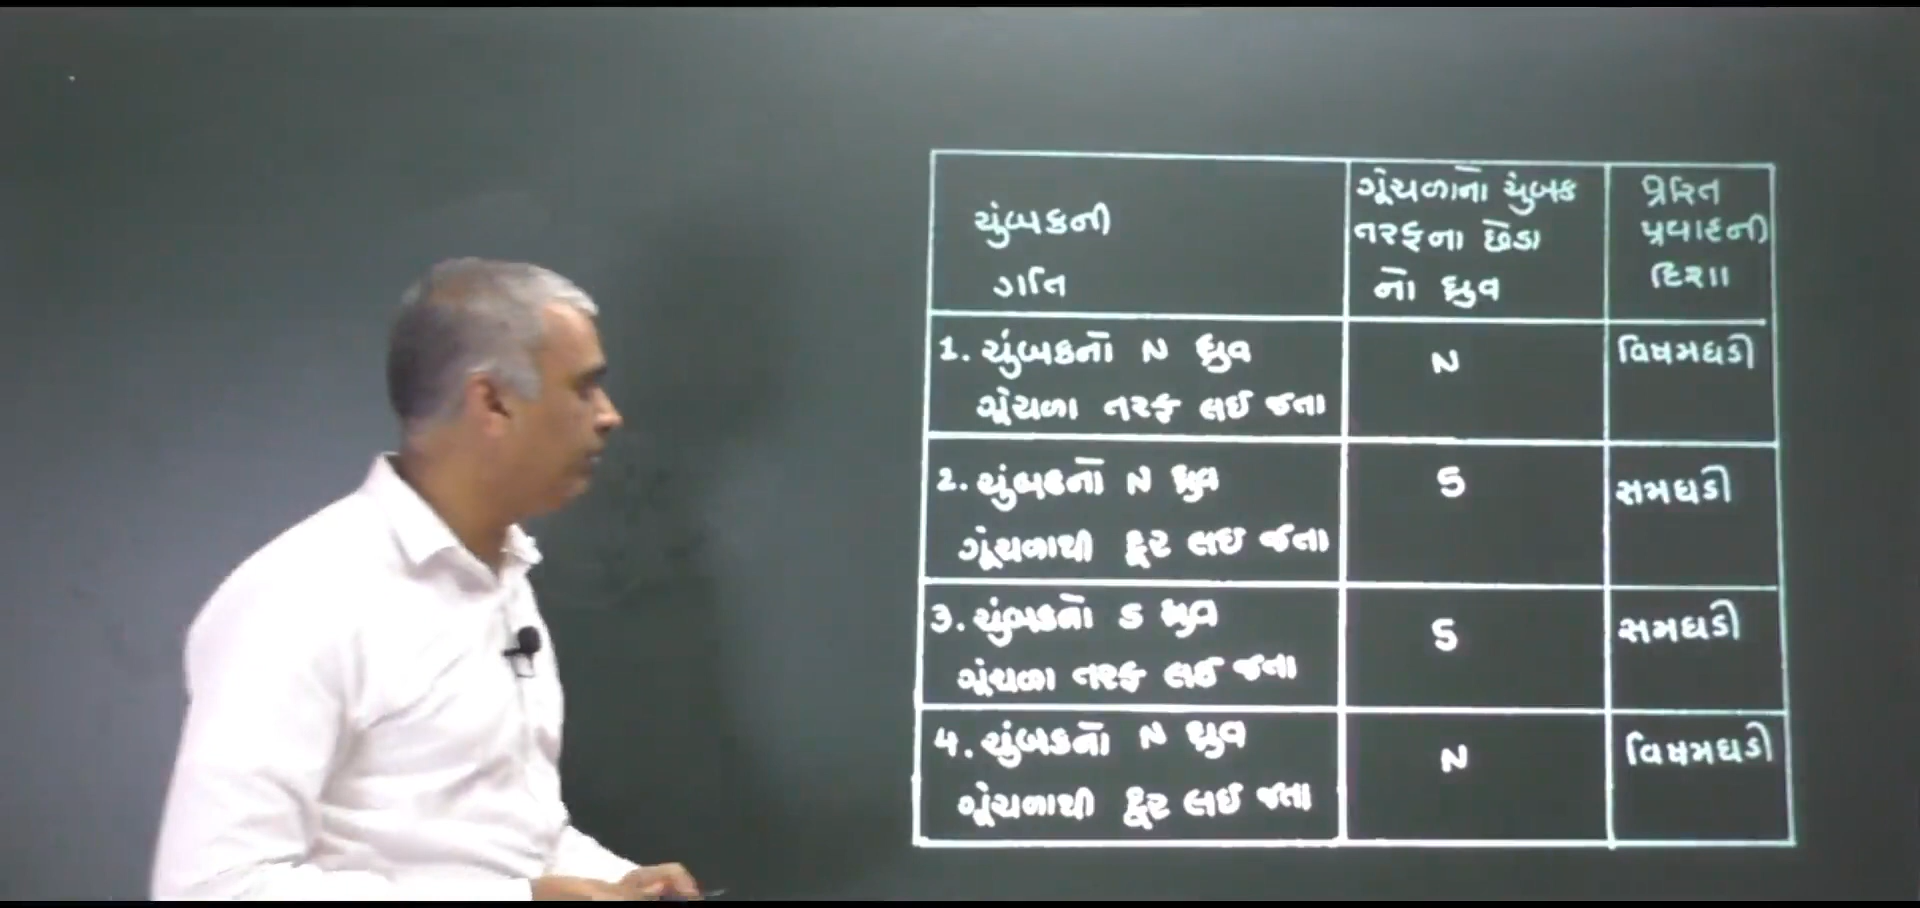 ચુંબકની
ગતિ
ગૂંચળાનો ચુંબક
તરફના છેડા
નો ધ્રુવ
પ્રેરિત
પ્રવાહની
દિશા
1. ચુંબકનો N ધ્રુવ
ગૂંચળા તરફ લઈ જતા
N
વિષમઘડી
2. ચુંબકનો N ધ્રુવ
ગૂંચળાથી દૂર લઈ જતા
S
સમઘડી
3. ચુંબકનો S ધ્રુવ
ગૂંચળા તરફ લઈ જતા
S
સમઘડી
4. ચુંબકનો N ધ્રુવ
ગૂંચળાથી દૂર લઈ જતા
N
વિષમઘડી